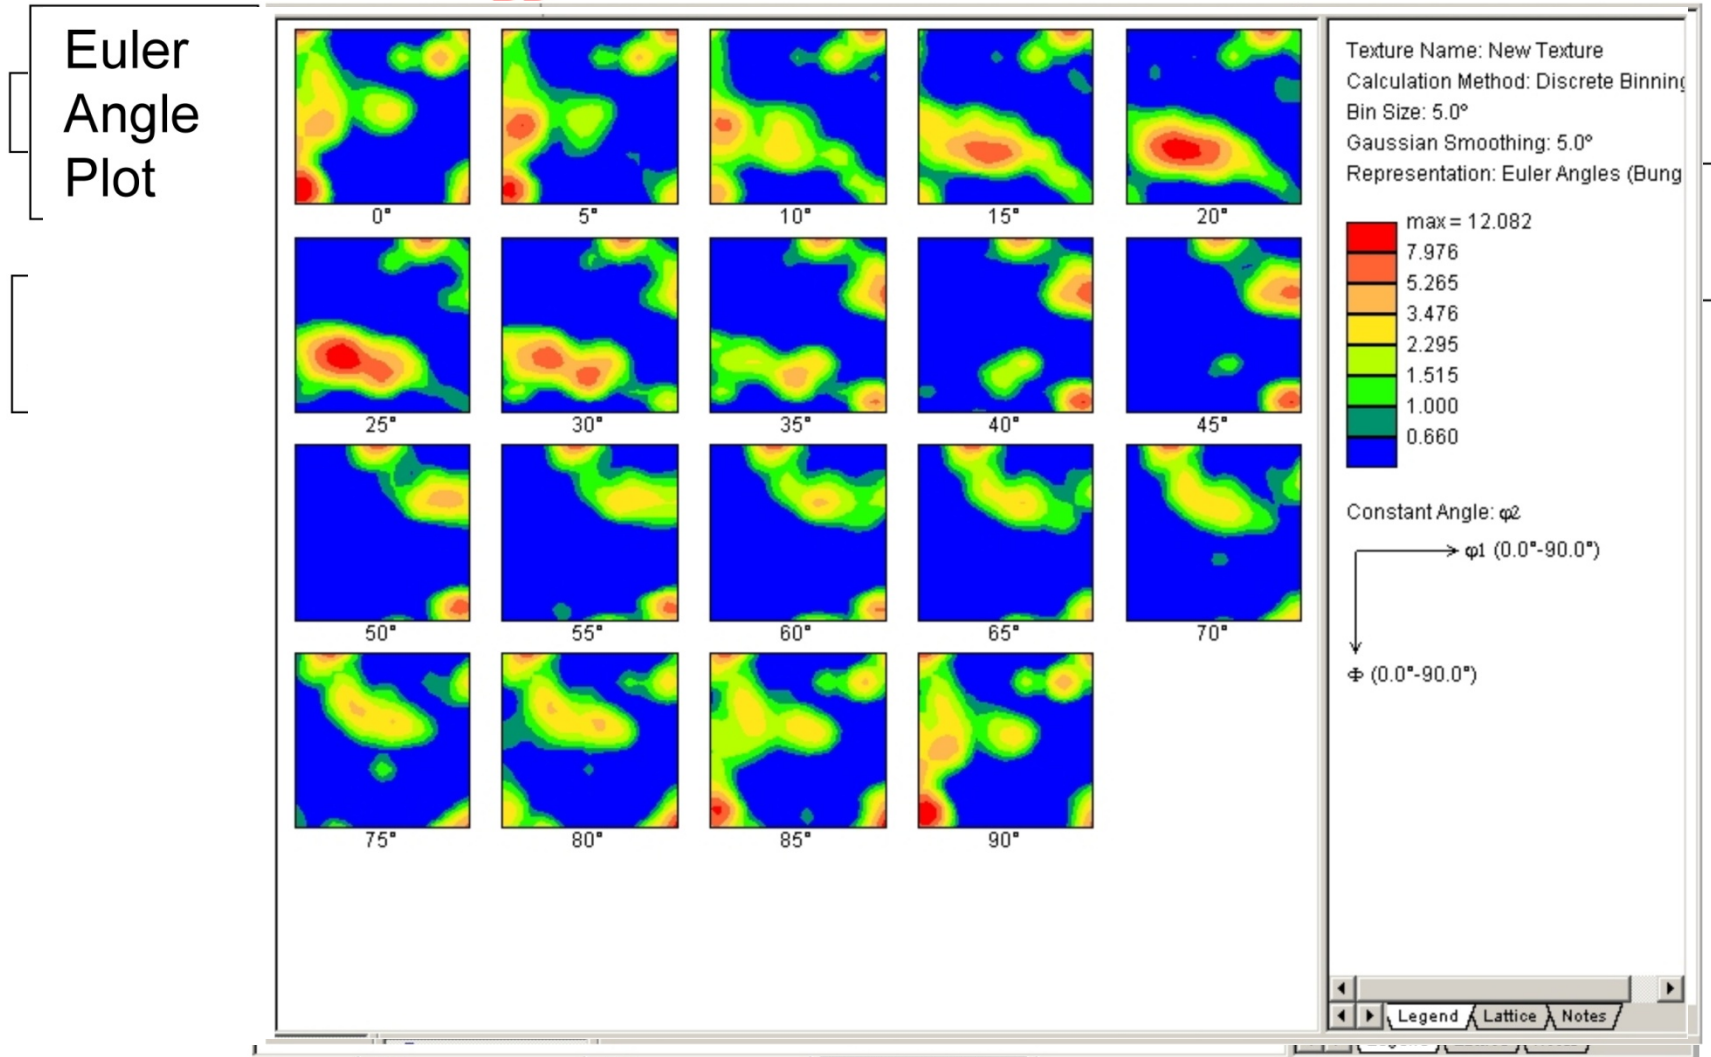 Euler
Angle
Plot
0° 5° 10° 15° 20°
25° 30° 35° 40° 45°
50° 55° 60° 65° 70°
75° 80° 85° 90°
Texture Name: New Texture
Calculation Method: Discrete Binning
Bin Size: 5.0°
Gaussian Smoothing: 5.0°
Representation: Euler Angles (Bung
max = 12.082
7.976
5.265
3.476
2.295
1.515
1.000
0.660
Constant Angle: φ2
φ1 (0.0°-90.0°)
Φ (0.0°-90.0°)
Legend Lattice Notes